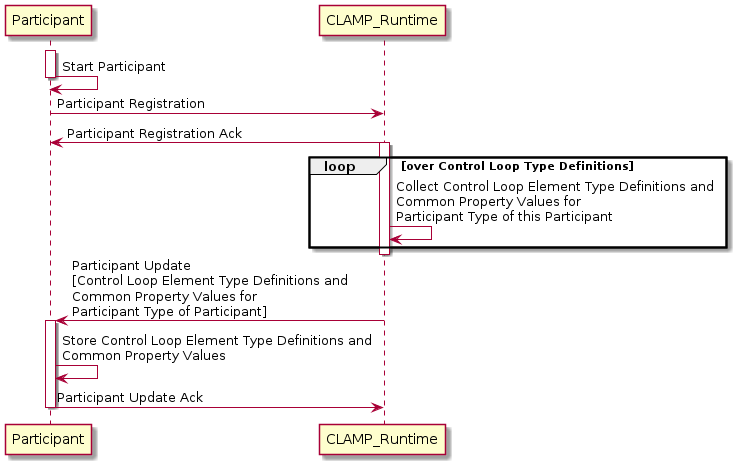 Participant
CLAMP_Runtime
Start Participant
Participant Registration
Participant Registration Ack
loop
[over Control Loop Type Definitions]
Collect Control Loop Element Type Definitions and
Common Property Values for
Participant Type of this Participant
Participant Update
[Control Loop Element Type Definitions and
Common Property Values for
Participant Type of Participant]
Store Control Loop Element Type Definitions and
Common Property Values
Participant Update Ack
Participant
CLAMP_Runtime